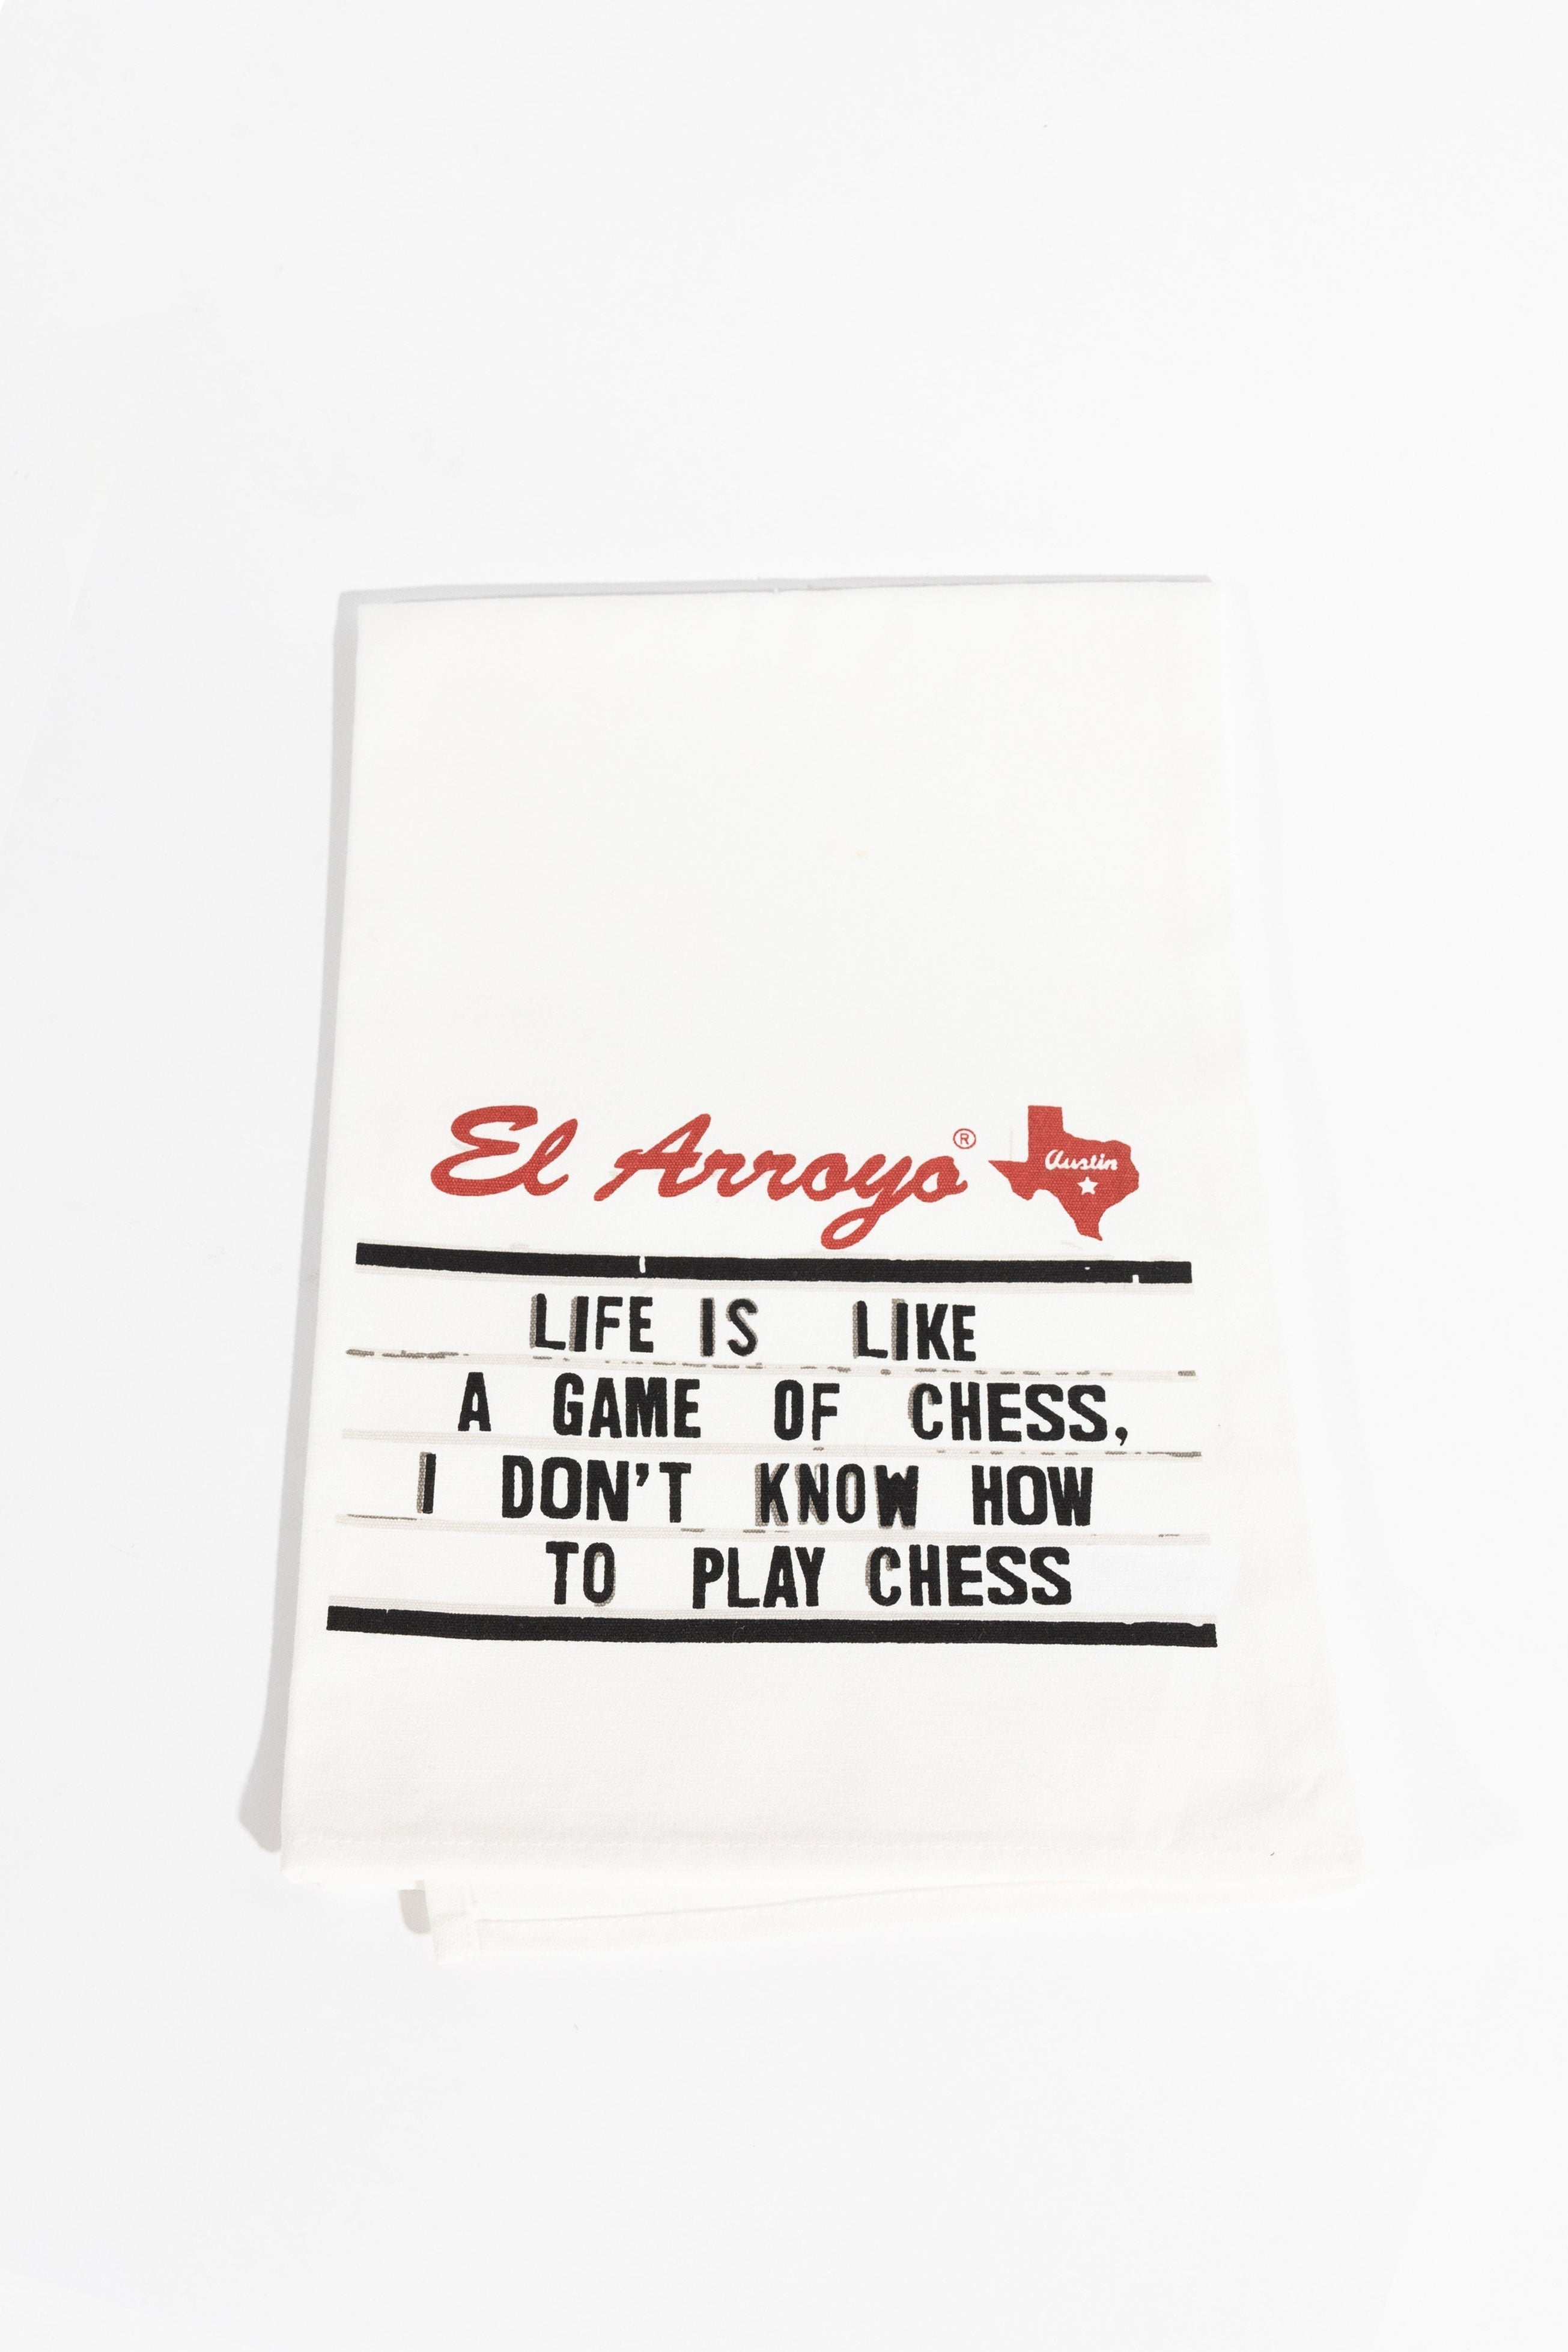 El Arroyo®
Austin
LIFE IS LIKE
A GAME OF CHESS,
I DON'T KNOW HOW
TO PLAY CHESS